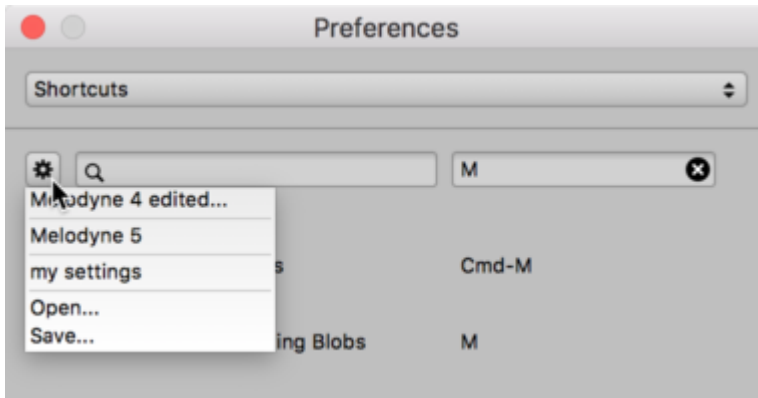 Preferences
Shortcuts
M
Melodyne 4 edited...
Melodyne 5
my settings
s Cmd-M
Open...
Save...
ing Blobs M